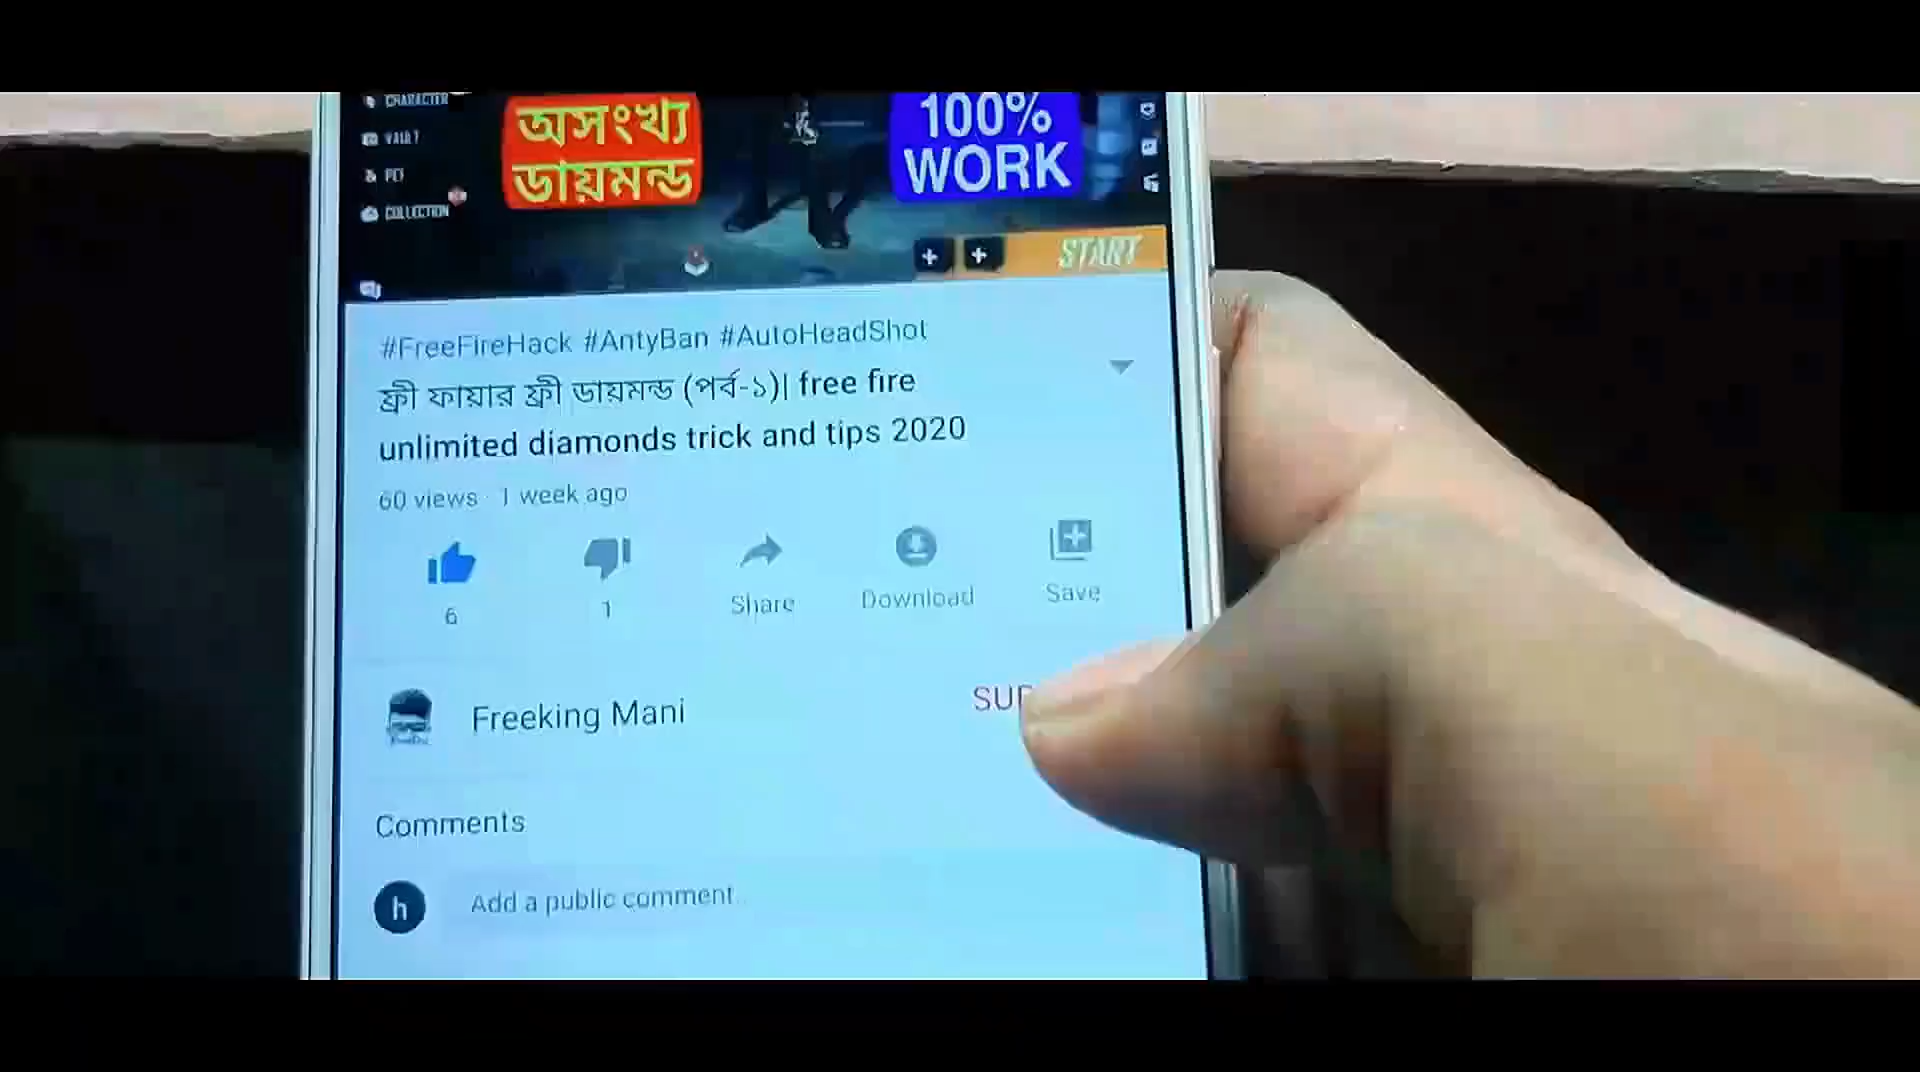 CHARACTER
VAULT
PET
COLLECTION
অসংখ্য
ডায়মন্ড
100%
WORK
START
#FreeFireHack #AntyBan #AutoHeadShot
ফ্রী ফায়ার ফ্রী ডায়মন্ড (পর্ব-১)| free fire
unlimited diamonds trick and tips 2020
60 views · 1 week ago
6
1
Share
Download
Save
Freeking Mani
Comments
h
Add a public comment...